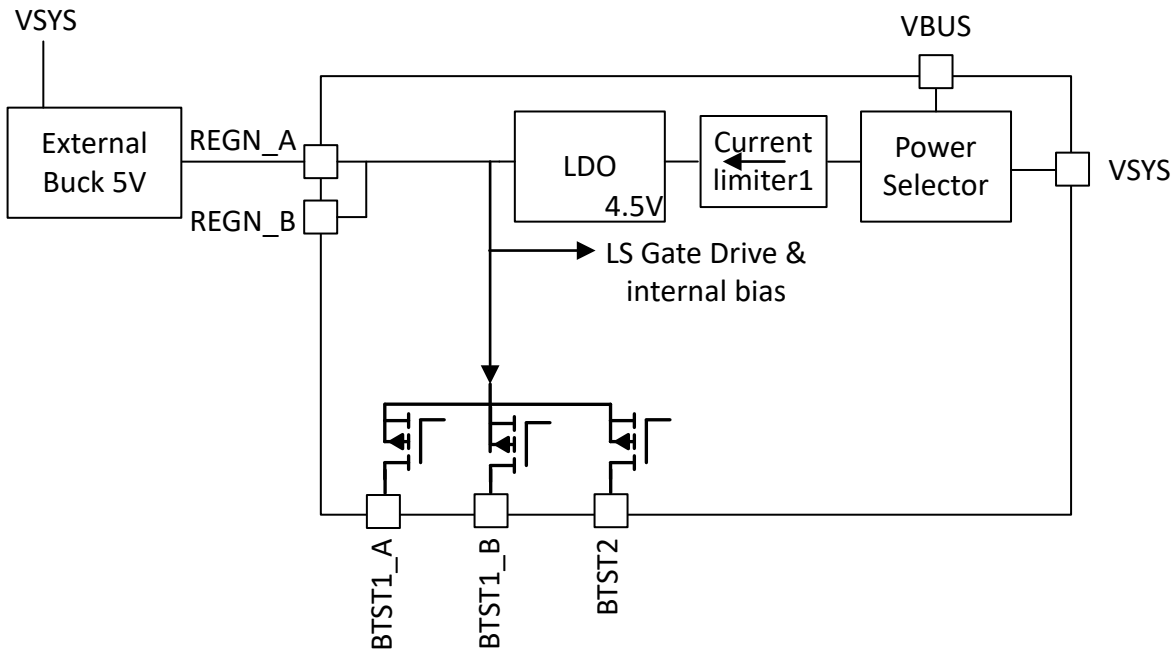 VSYS
VBUS
External
Buck 5V
REGN_A
REGN_B
LDO
4.5V
Current
limiter1
Power
Selector
VSYS
LS Gate Drive &
internal bias
BTST1_A
BTST1_B
BTST2